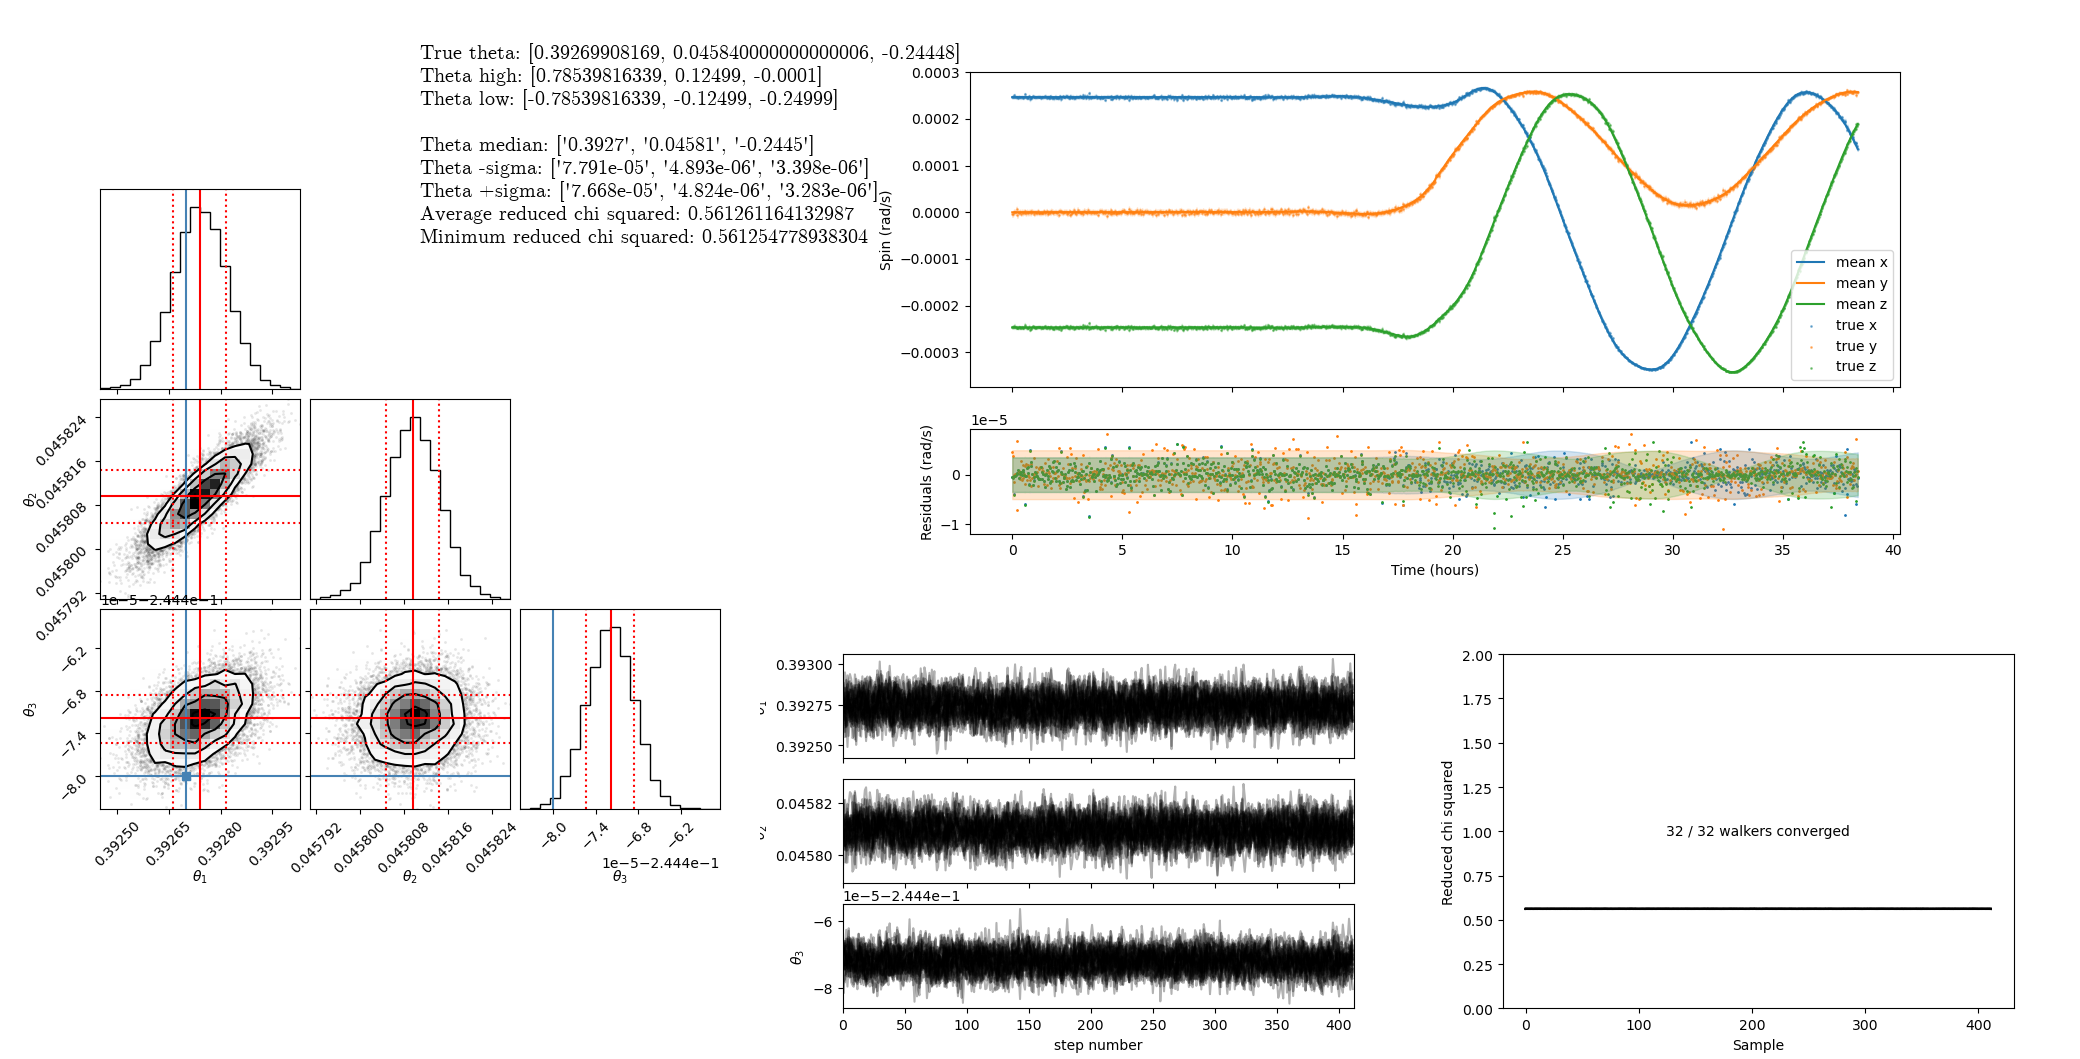 True theta: [0.39269908169, 0.045840000000000006, -0.24448]
Theta high: [0.78539816339, 0.12499, -0.0001]
Theta low: [-0.78539816339, -0.12499, -0.24999]
Theta median: ['0.3927', '0.04581', '-0.2445']
Theta -sigma: ['7.791e-05', '4.893e-06', '3.398e-06']
Theta +sigma: ['7.668e-05', '4.824e-06', '3.283e-06']
Average reduced chi squared: 0.561261164132987
Minimum reduced chi squared: 0.561254778938304
0.0003
0.0002
0.0001
0.0000
−0.0001
−0.0002
−0.0003
Spin (rad/s)
mean x
mean y
mean z
true x
true y
true z
1e−5
0
−1
Residuals (rad/s)
0 5 10 15 20 25 30 35 40
Time (hours)
0.045824
0.045816
0.045808
0.045800
0.045792
θ2
1e−5−2.444e−1
−6.2
−6.8
−7.4
−8.0
θ3
0.39250 0.39265 0.39280 0.39295
θ1
0.045792 0.045800 0.045808 0.045816 0.045824
θ2
−8.0 −7.4 −6.8 −6.2
1e−5−2.444e−1
θ3
0.39300
0.39275
0.39250
0.04582
0.04580
1e−5−2.444e−1
−6
−8
θ3
0 50 100 150 200 250 300 350 400
step number
2.00
1.75
1.50
1.25
1.00
0.75
0.50
0.25
0.00
Reduced chi squared
32 / 32 walkers converged
0 100 200 300 400
Sample